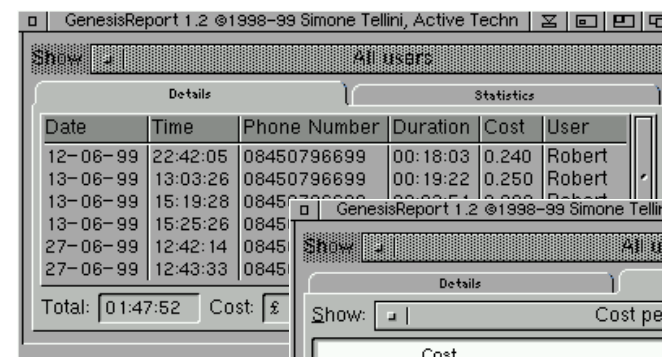 GenesisReport 1.2 ©1998-99 Simone Tellini, Active Techn
Show All users
Details Statistics
Date Time Phone Number Duration Cost User
12-06-99 22:42:05 08450796699 00:18:03 0.240 Robert
13-06-99 13:03:26 08450796699 00:19:22 0.250 Robert
13-06-99 15:19:28
13-06-99 15:25:26 0845
27-06-99 12:42:14 0845
27-06-99 12:43:33 0845
Total: 01:47:52 Cost: £
GenesisReport 1.2 ©1998-99 Simone Tellin
Show All u
Details
Show: Cost pe
Cost